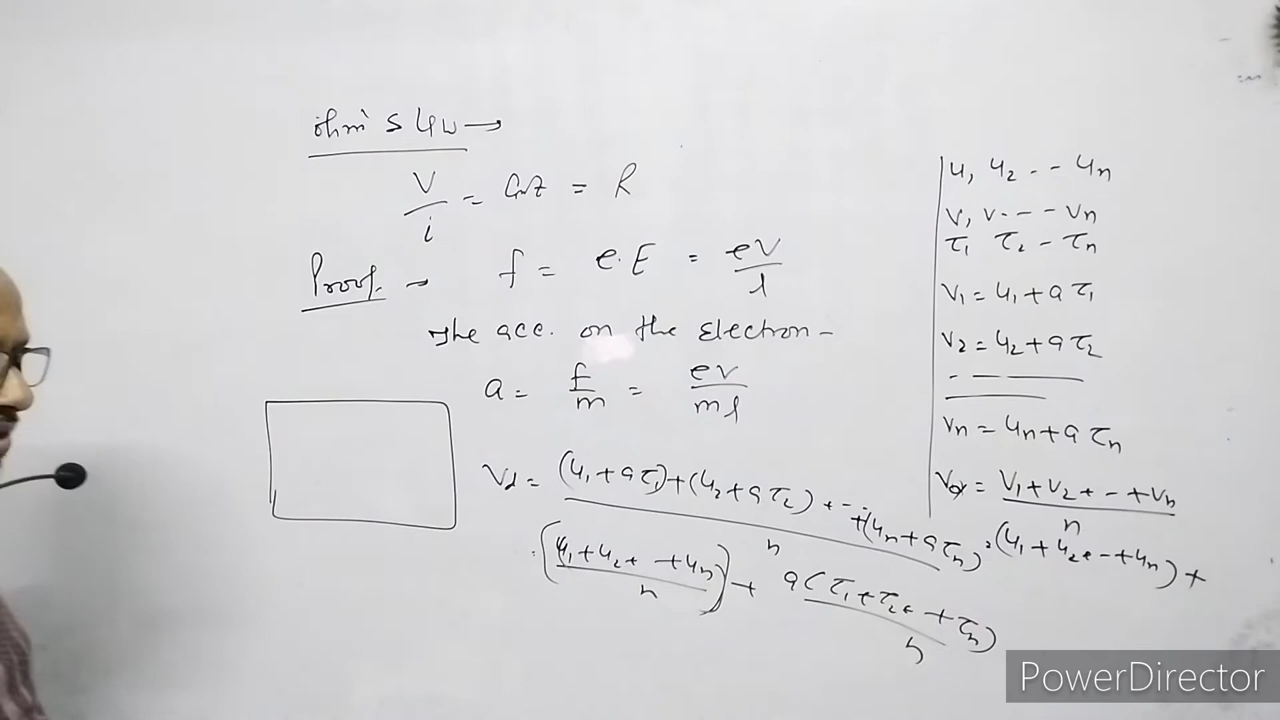 ohm's law →
V/i = Cnst = R
Proof. → f = e.E = eV/l
The acc. on the Electron -
a = f/m = eV/ml
Vd = (u₁+aτ₁)+(u₂+aτ₂)+--+(uₙ+aτₙ)/n = (u₁+u₂+-+uₙ)+
= (u₁+u₂+ +uₙ/n) + a(τ₁+τ₂+ +τₙ)/n
u₁ u₂ -- uₙ
v₁ v -- vₙ
τ₁ τ₂ - τₙ
v₁ = u₁+aτ₁
v₂ = u₂+aτ₂
vₙ = uₙ+aτₙ
Vd = V₁+V₂+-+Vₙ/n
PowerDirector